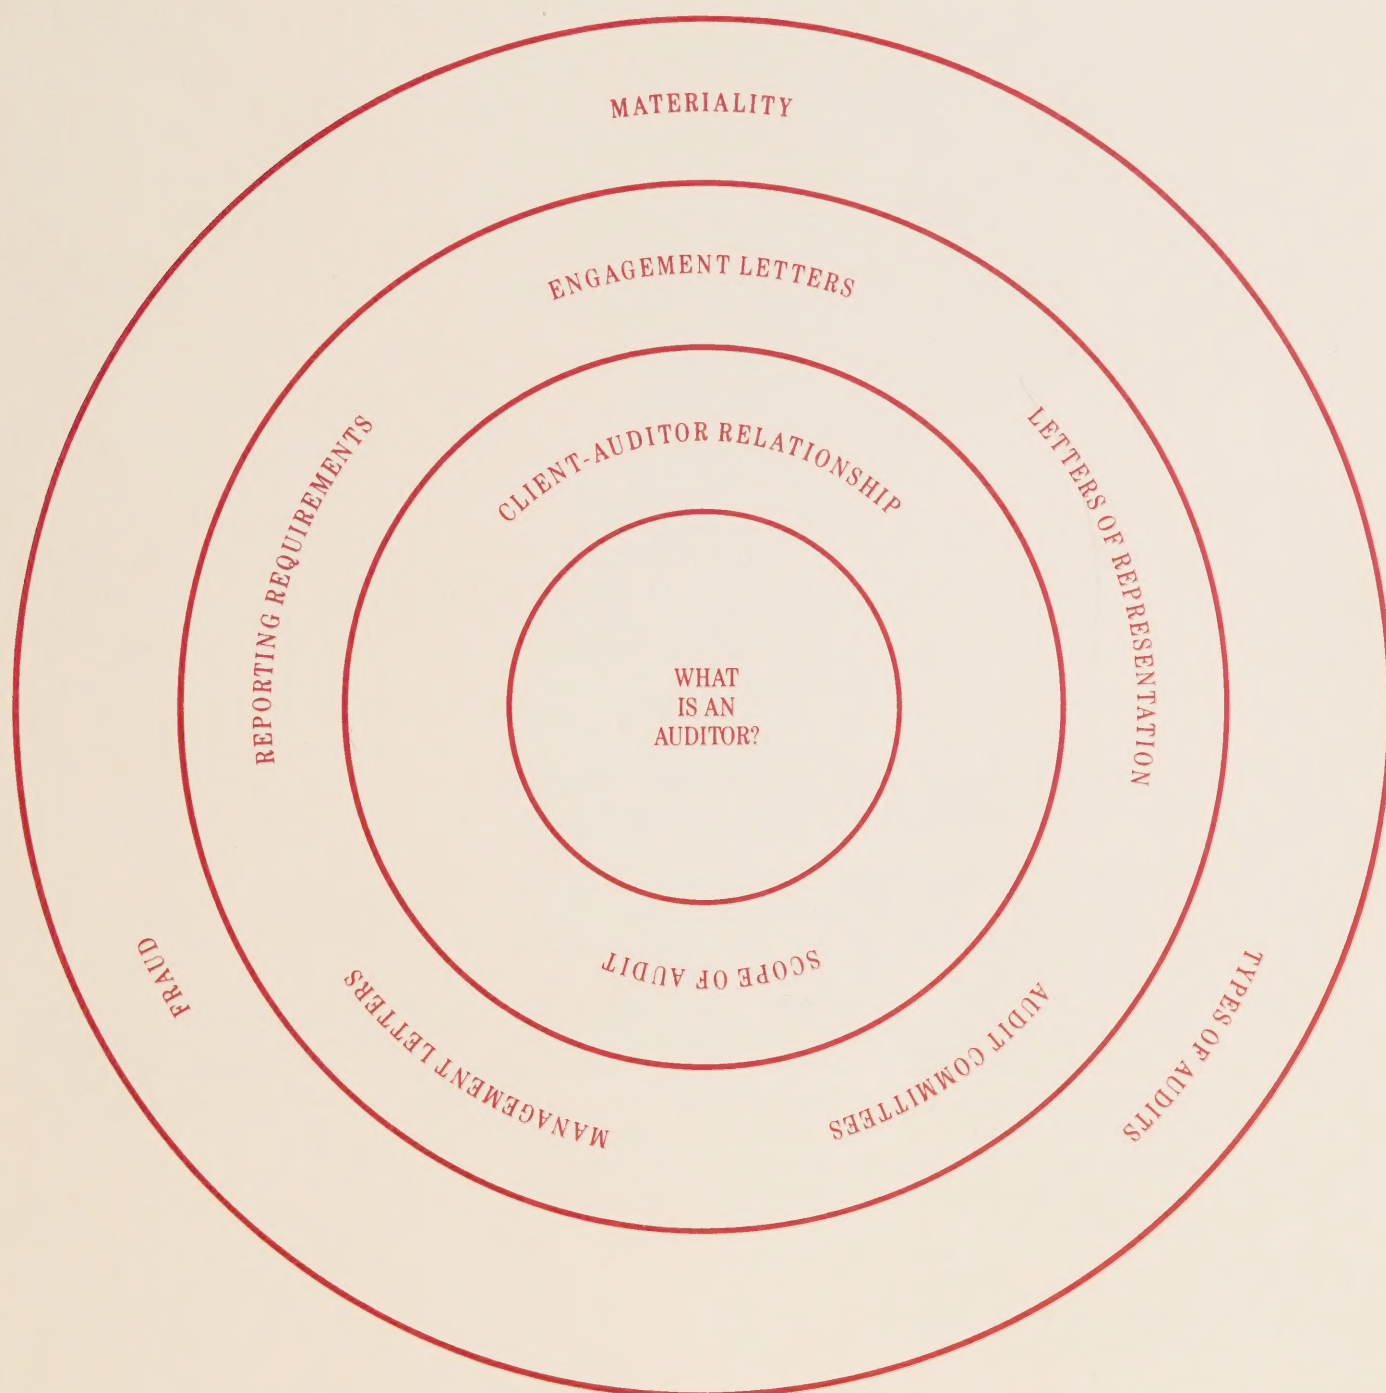 MATERIALITY
ENGAGEMENT LETTERS
CLIENT-AUDITOR RELATIONSHIP
REPORTING REQUIREMENTS
LETTERS OF REPRESENTATION
WHAT
IS AN
AUDITOR?
SCOPE OF AUDIT
FRAUD
MANAGEMENT LETTERS
AUDIT COMMITTEES
TYPES OF AUDITS